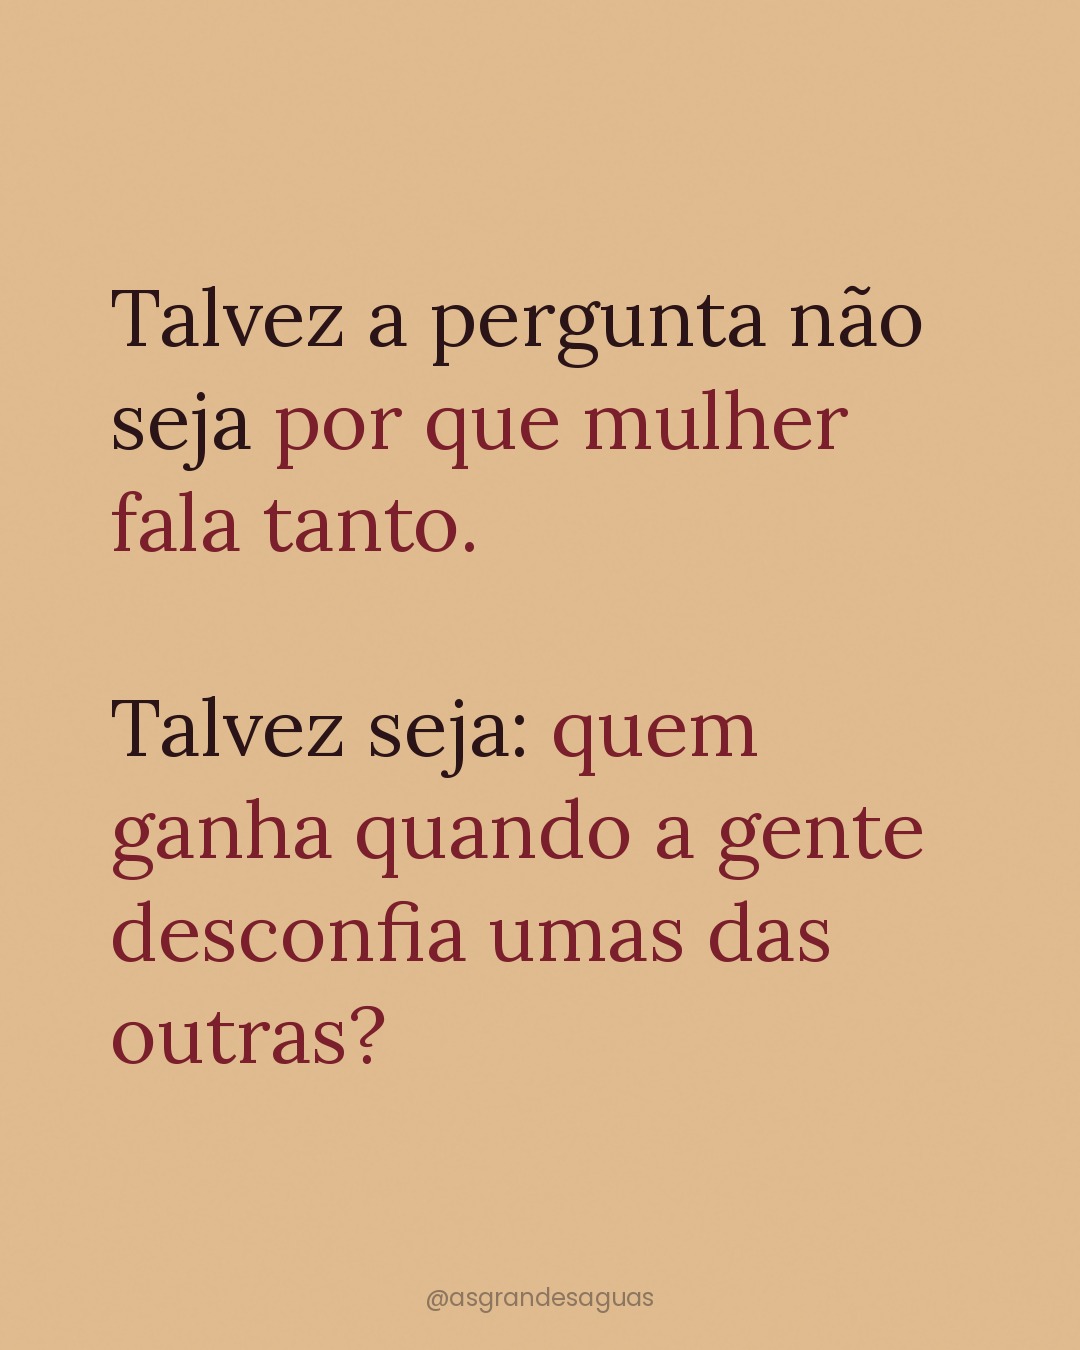 Talvez a pergunta não
seja por que mulher
fala tanto.
Talvez seja: quem
ganha quando a gente
desconfia umas das
outras?
@asgrandesaguas